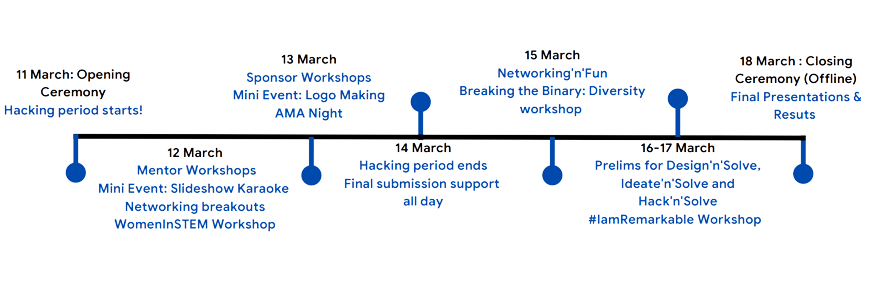 11 March: Opening
Ceremony
Hacking period starts!
12 March
Mentor Workshops
Mini Event: Slideshow Karaoke
Networking breakouts
WomenInSTEM Workshop
13 March
Sponsor Workshops
Mini Event: Logo Making
AMA Night
14 March
Hacking period ends
Final submission support
all day
15 March
Networking'n'Fun
Breaking the Binary: Diversity
workshop
16-17 March
Prelims for Design'n'Solve,
Ideate'n'Solve and
Hack'n'Solve
#IamRemarkable Workshop
18 March : Closing
Ceremony (Offline)
Final Presentations &
Resuts